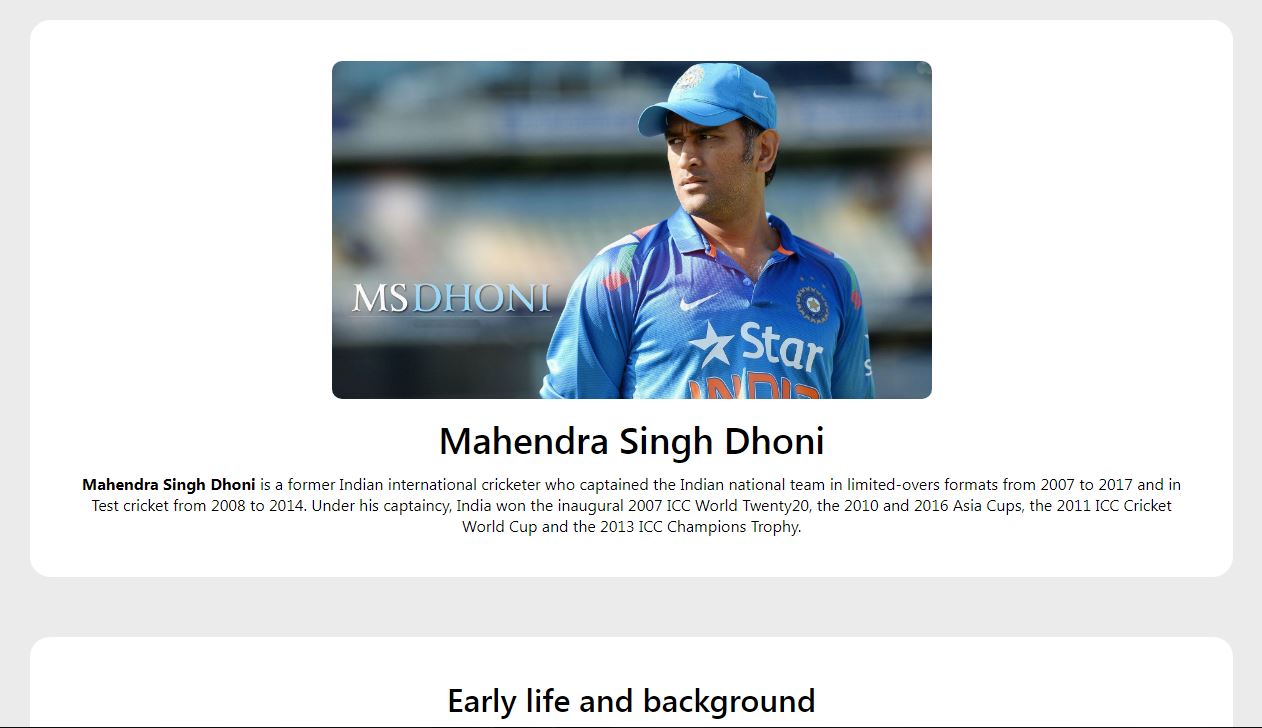 MSDHONI
Star
INDIA
Mahendra Singh Dhoni
Mahendra Singh Dhoni is a former Indian international cricketer who captained the Indian national team in limited-overs formats from 2007 to 2017 and in
Test cricket from 2008 to 2014. Under his captaincy, India won the inaugural 2007 ICC World Twenty20, the 2010 and 2016 Asia Cups, the 2011 ICC Cricket
World Cup and the 2013 ICC Champions Trophy.
Early life and background